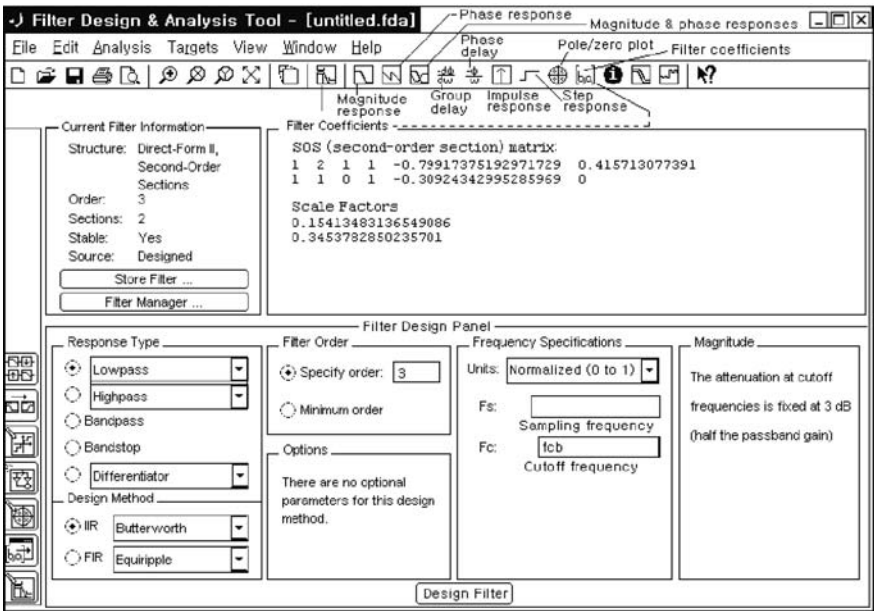 Filter Design & Analysis Tool - [untitled.fda]
Phase response
Magnitude & phase responses
File Edit Analysis Targets View Window Help
Phase delay
Pole/zero plot
Filter coefficients
Magnitude response
Group delay
Impulse response
Step response
Current Filter Information
Structure: Direct-Form II, Second-Order Sections
Order: 3
Sections: 2
Stable: Yes
Source: Designed
Store Filter ...
Filter Manager ...
Filter Coefficients
SOS (second-order section) matrix:
1 2 1 1 -0.79917375192971729 0.415713077391
1 1 0 1 -0.30924342995285969 0
Scale Factors
0.15413483136549086
0.3453782850235701
Filter Design Panel
Response Type
Lowpass
Highpass
Bandpass
Bandstop
Differentiator
Design Method
IIR Butterworth
FIR Equiripple
Filter Order
Specify order: 3
Minimum order
Options
There are no optional
parameters for this design
method.
Frequency Specifications
Units: Normalized (0 to 1)
Fs:
Sampling frequency
Fc: fcb
Cutoff frequency
Magnitude
The attenuation at cutoff
frequencies is fixed at 3 dB
(half the passband gain)
Design Filter